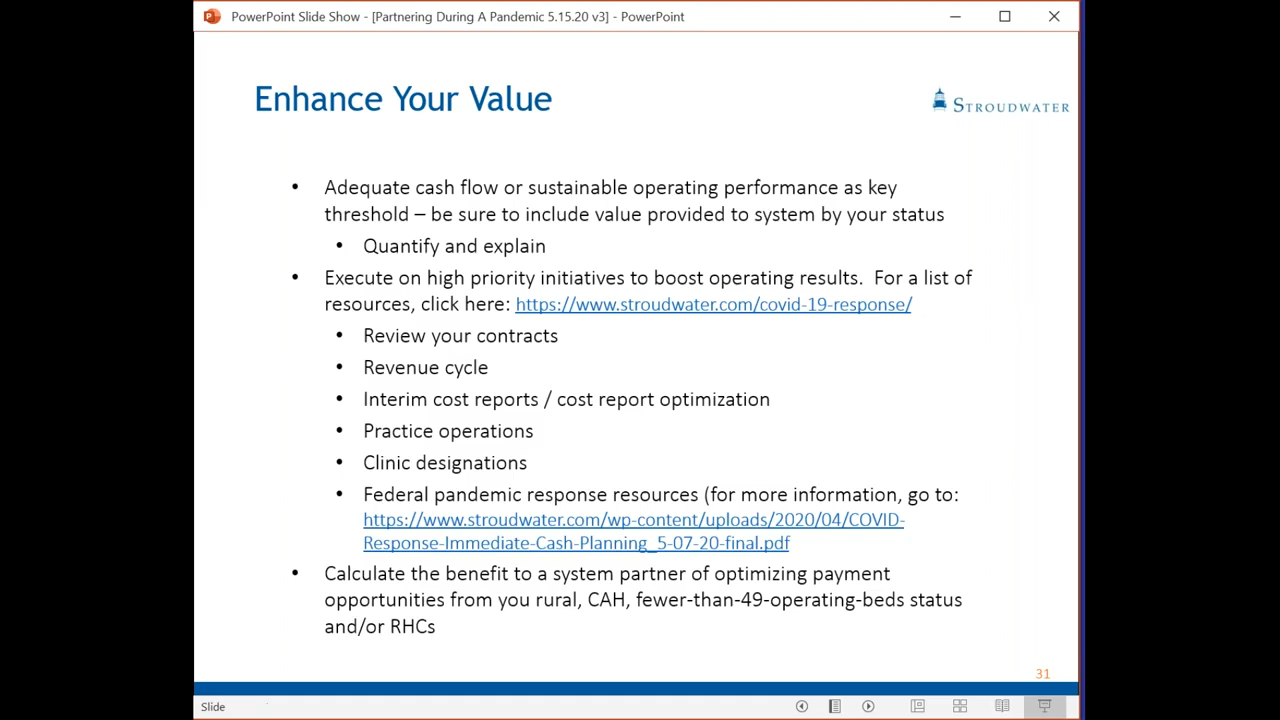 PowerPoint Slide Show - [Partnering During A Pandemic 5.15.20 v3] - PowerPoint
Enhance Your Value
STROUDWATER
• Adequate cash flow or sustainable operating performance as key
threshold – be sure to include value provided to system by your status
• Quantify and explain
• Execute on high priority initiatives to boost operating results.  For a list of
resources, click here: https://www.stroudwater.com/covid-19-response/
• Review your contracts
• Revenue cycle
• Interim cost reports / cost report optimization
• Practice operations
• Clinic designations
• Federal pandemic response resources (for more information, go to:
https://www.stroudwater.com/wp-content/uploads/2020/04/COVID-
Response-Immediate-Cash-Planning_5-07-20-final.pdf
• Calculate the benefit to a system partner of optimizing payment
opportunities from you rural, CAH, fewer-than-49-operating-beds status
and/or RHCs
31
Slide